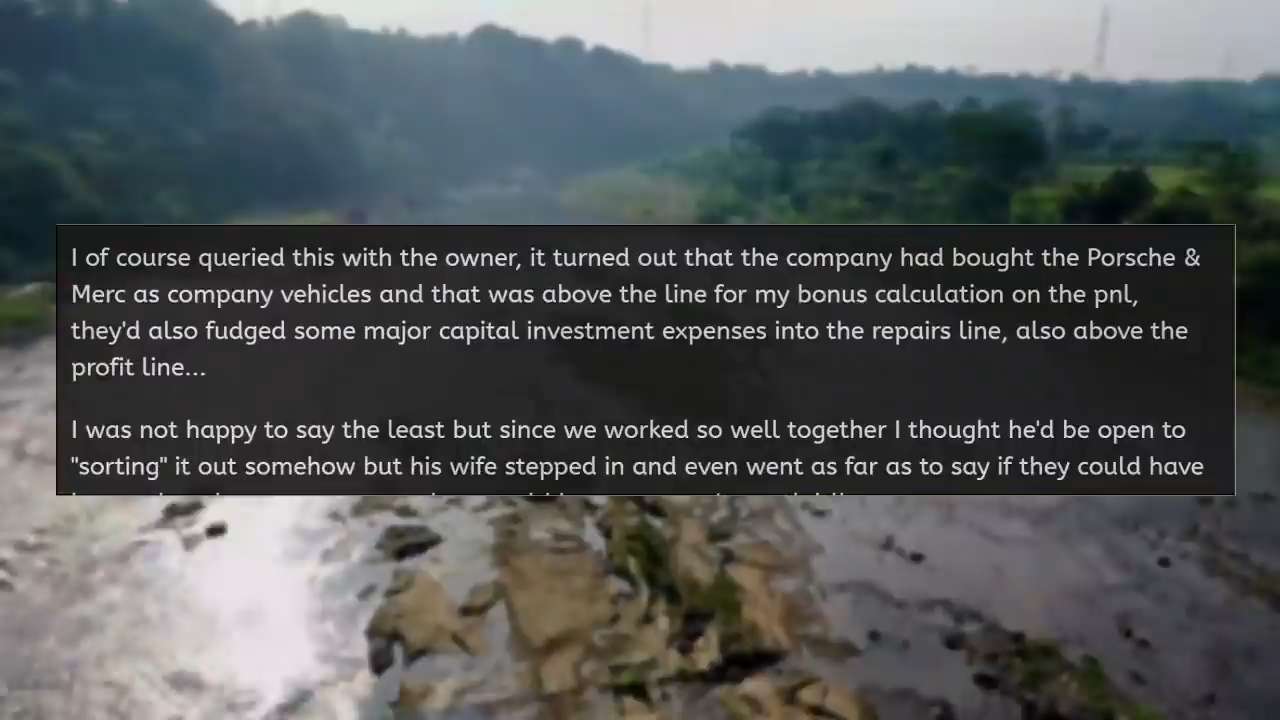 I of course queried this with the owner, it turned out that the company had bought the Porsche &
Merc as company vehicles and that was above the line for my bonus calculation on the pnl,
they'd also fudged some major capital investment expenses into the repairs line, also above the
profit line...
I was not happy to say the least but since we worked so well together I thought he'd be open to
"sorting" it out somehow but his wife stepped in and even went as far as to say if they could have